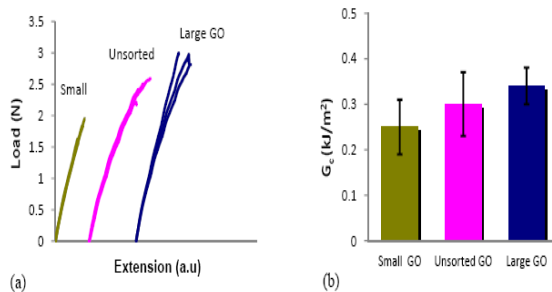 3.5
3
2.5
2
1.5
1
0.5
0
Load (N)
Small
Unsorted
Large GO
Extension (a.u)
(a)
0.5
0.4
0.3
0.2
0.1
0
G_c (kJ/m²)
Small GO
Unsorted GO
Large GO
(b)